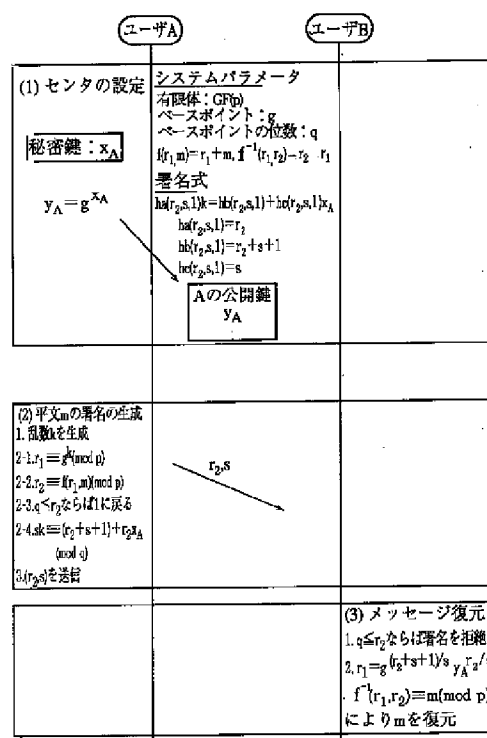 ユーザA
ユーザB
(1) センタの設定
秘密鍵：xA
yA＝g^xA
システムパラメータ
有限体：GF(p)
ベースポイント：g
ベースポイントの位数：q
f(r1,m)=r1+m, f^-1(r1,r2)=r2-r1
署名式
ha(r2,s,1)k=hb(r2,s,1)+hc(r2,s,1)xA
ha(r2,s,1)=r2
hb(r2,s,1)=r2+s+1
hc(r2,s,1)=s
Aの公開鍵
yA
(2) 平文mの署名の生成
1. 乱数kを生成
2-1.r1≡g^k(mod p)
2-2.r2≡f(r1,m)(mod p)
2-3.q<r2ならば1に戻る
2-4.sk≡(r2+s+1)+r2xA
(mod q)
3.(r2,s)を送信
r2,s
(3) メッセージ復元
1. q≦r2ならば署名を拒絶
2. r1=g^(r2+s+1)/s yA^r2/s
f^-1(r1,r2)≡m(mod p)
によりmを復元